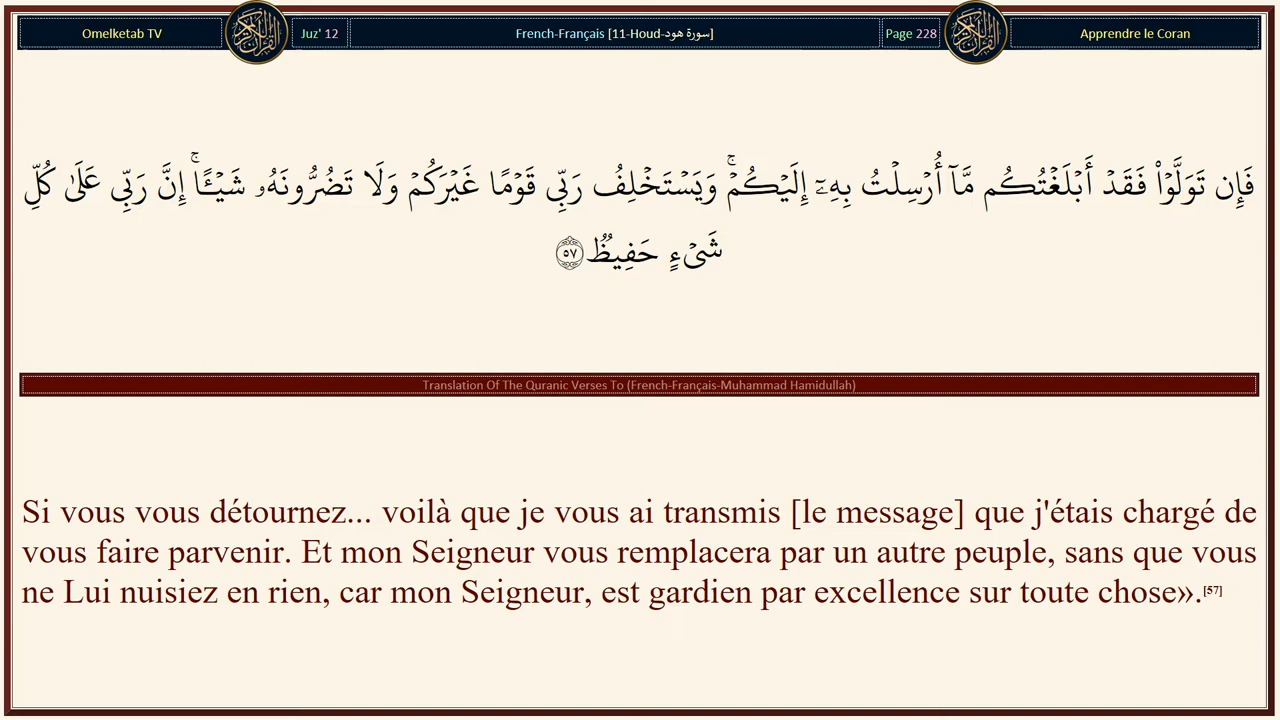 Omelketab TV
Juz' 12
French-Français [11-Houd-سورة هود]
Page 228
Apprendre le Coran
فَإِن تَوَلَّوْا۟ فَقَدْ أَبْلَغْتُكُم مَّآ أُرْسِلْتُ بِهِۦٓ إِلَيْكُمْ ۚ وَيَسْتَخْلِفُ رَبِّى قَوْمًا غَيْرَكُمْ وَلَا تَضُرُّونَهُۥ شَيْـًٔا ۚ إِنَّ رَبِّى عَلَىٰ كُلِّ
شَىْءٍ حَفِيظٌ ٥٧
Translation Of The Quranic Verses To (French-Français-Muhammad Hamidullah)
Si vous vous détournez... voilà que je vous ai transmis [le message] que j'étais chargé de
vous faire parvenir. Et mon Seigneur vous remplacera par un autre peuple, sans que vous
ne Lui nuisiez en rien, car mon Seigneur, est gardien par excellence sur toute chose».[57]